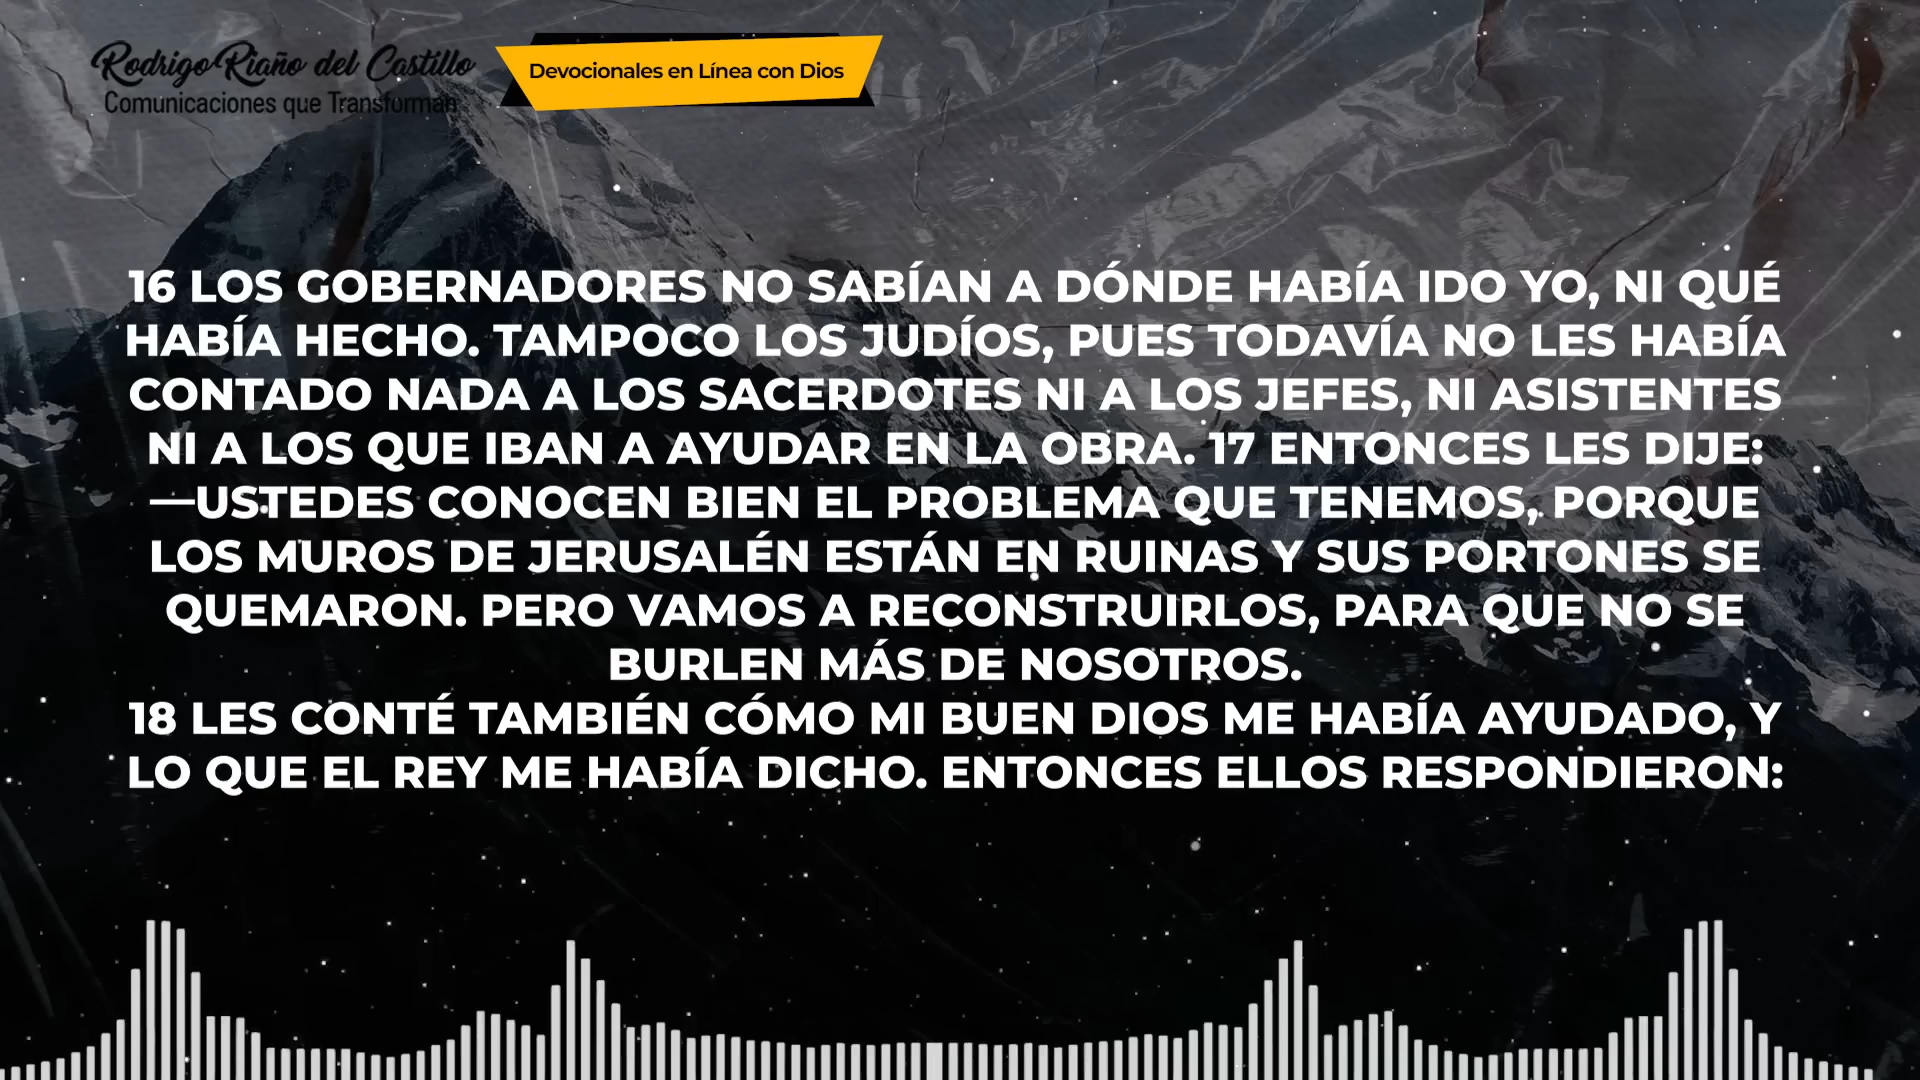 Rodrigo Riaño del Castillo
Comunicaciones que Transforman
Devocionales en Línea con Dios
16 LOS GOBERNADORES NO SABÍAN A DÓNDE HABÍA IDO YO, NI QUÉ
HABÍA HECHO. TAMPOCO LOS JUDÍOS, PUES TODAVÍA NO LES HABÍA
CONTADO NADA A LOS SACERDOTES NI A LOS JEFES, NI ASISTENTES
NI A LOS QUE IBAN A AYUDAR EN LA OBRA. 17 ENTONCES LES DIJE:
—USTEDES CONOCEN BIEN EL PROBLEMA QUE TENEMOS, PORQUE
LOS MUROS DE JERUSALÉN ESTÁN EN RUINAS Y SUS PORTONES SE
QUEMARON. PERO VAMOS A RECONSTRUIRLOS, PARA QUE NO SE
BURLEN MÁS DE NOSOTROS.
18 LES CONTÉ TAMBIÉN CÓMO MI BUEN DIOS ME HABÍA AYUDADO, Y
LO QUE EL REY ME HABÍA DICHO. ENTONCES ELLOS RESPONDIERON: